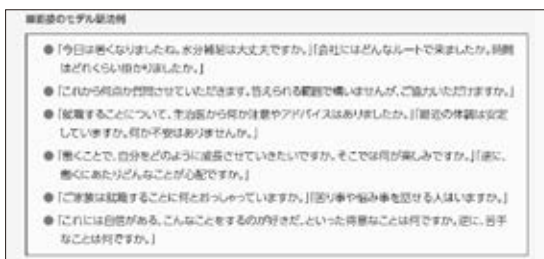 ■面接のモデル話法例
●「今日は暑くなりましたね。水分補給は大丈夫ですか。」「会社にはどんなルートで来ましたか。時間
はどれくらい掛かりましたか。」
●「これから何点か質問させていただきます。答えられる範囲で構いませんが、ご協力いただけますか。」
●「就職することについて、主治医から何か注意やアドバイスはありましたか。」「最近の体調は安定
していますか。何か不安はありませんか。」
●「働くことで、自分をどのように成長させていきたいですか。そこでは何が楽しみですか。」「逆に、
働くにあたりどんなことが心配ですか。」
●「ご家族は就職することに何とおっしゃっていますか。」「困り事や悩み事を話せる人はいますか。」
●「これには自信がある、こんなことをするのが好きだ、といった得意なことは何ですか。逆に、苦手
なことは何ですか。」